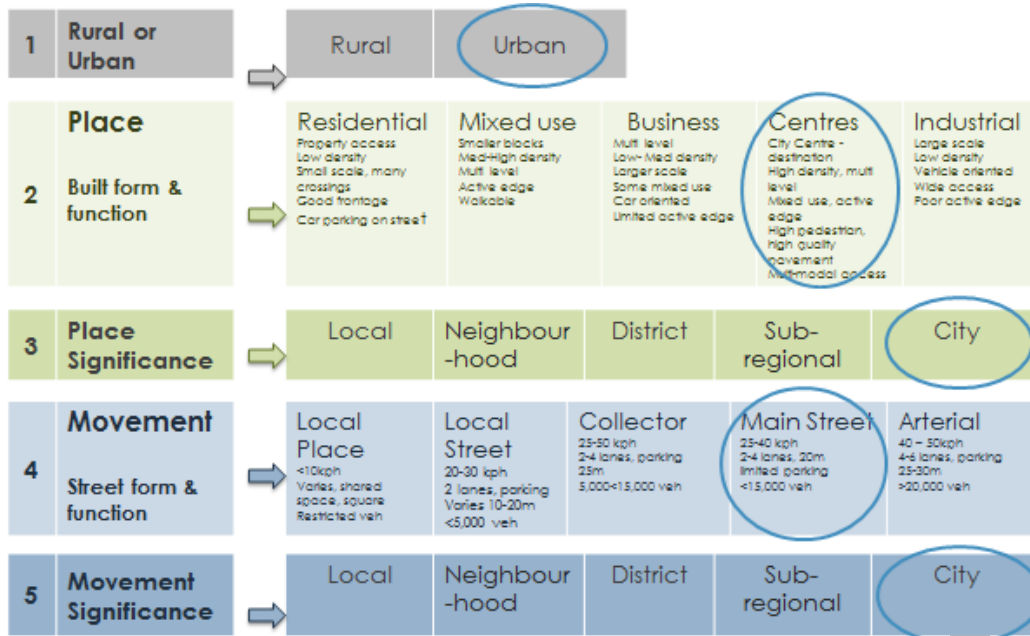 1
Rural or
Urban
Rural
Urban
2
Place
Built form &
function
Residential
Property access
Low density
Small scale, many
crossings
Good frontage
Car parking on street
Mixed use
Smaller blocks
Med-High density
Multi level
Active edge
Walkable
Business
Multi level
Low- Med density
Larger scale
Some mixed use
Car oriented
Limited active edge
Centres
City Centre -
destination
High density, multi
level
Mixed use, active
edge
High pedestrian,
high quality
pavement
Multi-modal access
Industrial
Large scale
Low density
Vehicle oriented
Wide access
Poor active edge
3
Place
Significance
Local
Neighbour
-hood
District
Sub-
regional
City
4
Movement
Street form &
function
Local
Place
<10kph
Varies, shared
space, square
Restricted veh
Local
Street
20-30 kph
2 lanes, parking
Varies 10-20m
<5,000 veh
Collector
25-50 kph
2-4 lanes, parking
25m
5,000<15,000 veh
Main Street
25-40 kph
2-4 lanes, 20m
limited parking
<15,000 veh
Arterial
40 – 50kph
4-6 lanes, parking
25-30m
>20,000 veh
5
Movement
Significance
Local
Neighbour
-hood
District
Sub-
regional
City